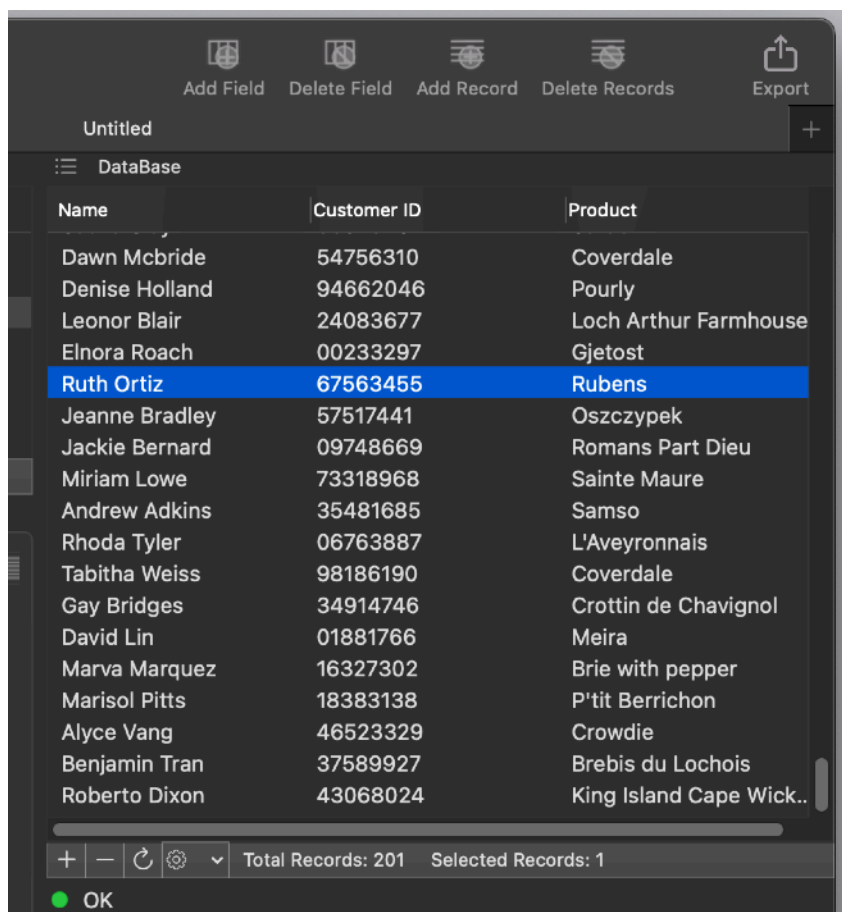 Add Field Delete Field Add Record Delete Records Export
Untitled
DataBase
Name Customer ID Product
Dawn Mcbride 54756310 Coverdale
Denise Holland 94662046 Pourly
Leonor Blair 24083677 Loch Arthur Farmhouse
Elnora Roach 00233297 Gjetost
Ruth Ortiz 67563455 Rubens
Jeanne Bradley 57517441 Oszczypek
Jackie Bernard 09748669 Romans Part Dieu
Miriam Lowe 73318968 Sainte Maure
Andrew Adkins 35481685 Samso
Rhoda Tyler 06763887 L'Aveyronnais
Tabitha Weiss 98186190 Coverdale
Gay Bridges 34914746 Crottin de Chavignol
David Lin 01881766 Meira
Marva Marquez 16327302 Brie with pepper
Marisol Pitts 18383138 P'tit Berrichon
Alyce Vang 46523329 Crowdie
Benjamin Tran 37589927 Brebis du Lochois
Roberto Dixon 43068024 King Island Cape Wick..
Total Records: 201 Selected Records: 1
OK